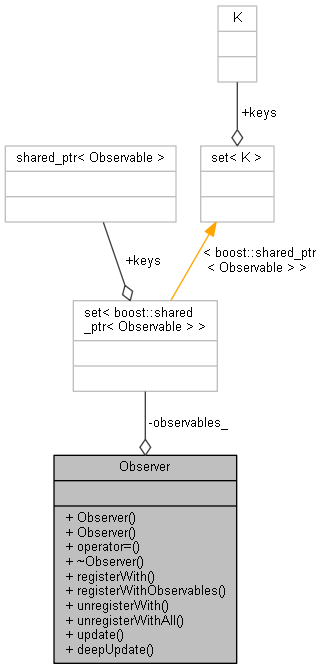 K
+keys
shared_ptr< Observable >
set< K >
+keys
< boost::shared_ptr
< Observable > >
set< boost::shared
_ptr< Observable > >
-observables_
Observer
+ Observer()
+ Observer()
+ operator=()
+ ~Observer()
+ registerWith()
+ registerWithObservables()
+ unregisterWith()
+ unregisterWithAll()
+ update()
+ deepUpdate()